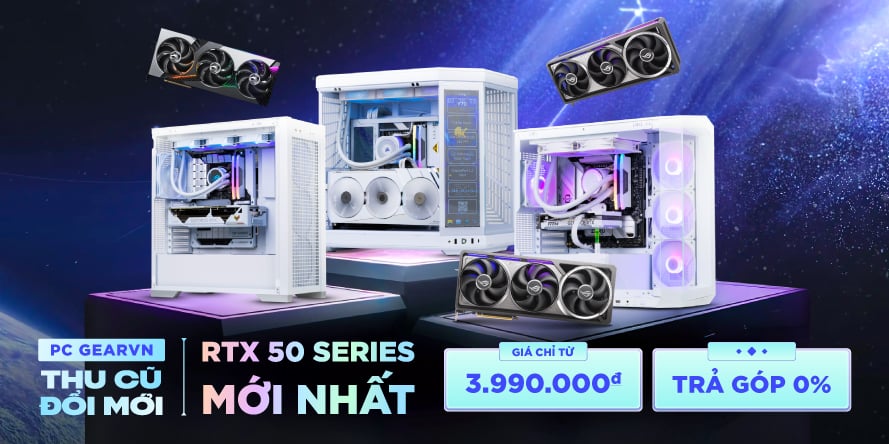 PC GEARVN
THU CŨ
ĐỔI MỚI
RTX 50 SERIES
MỚI NHẤT
GIÁ CHỈ TỪ
3.990.000đ
TRẢ GÓP 0%